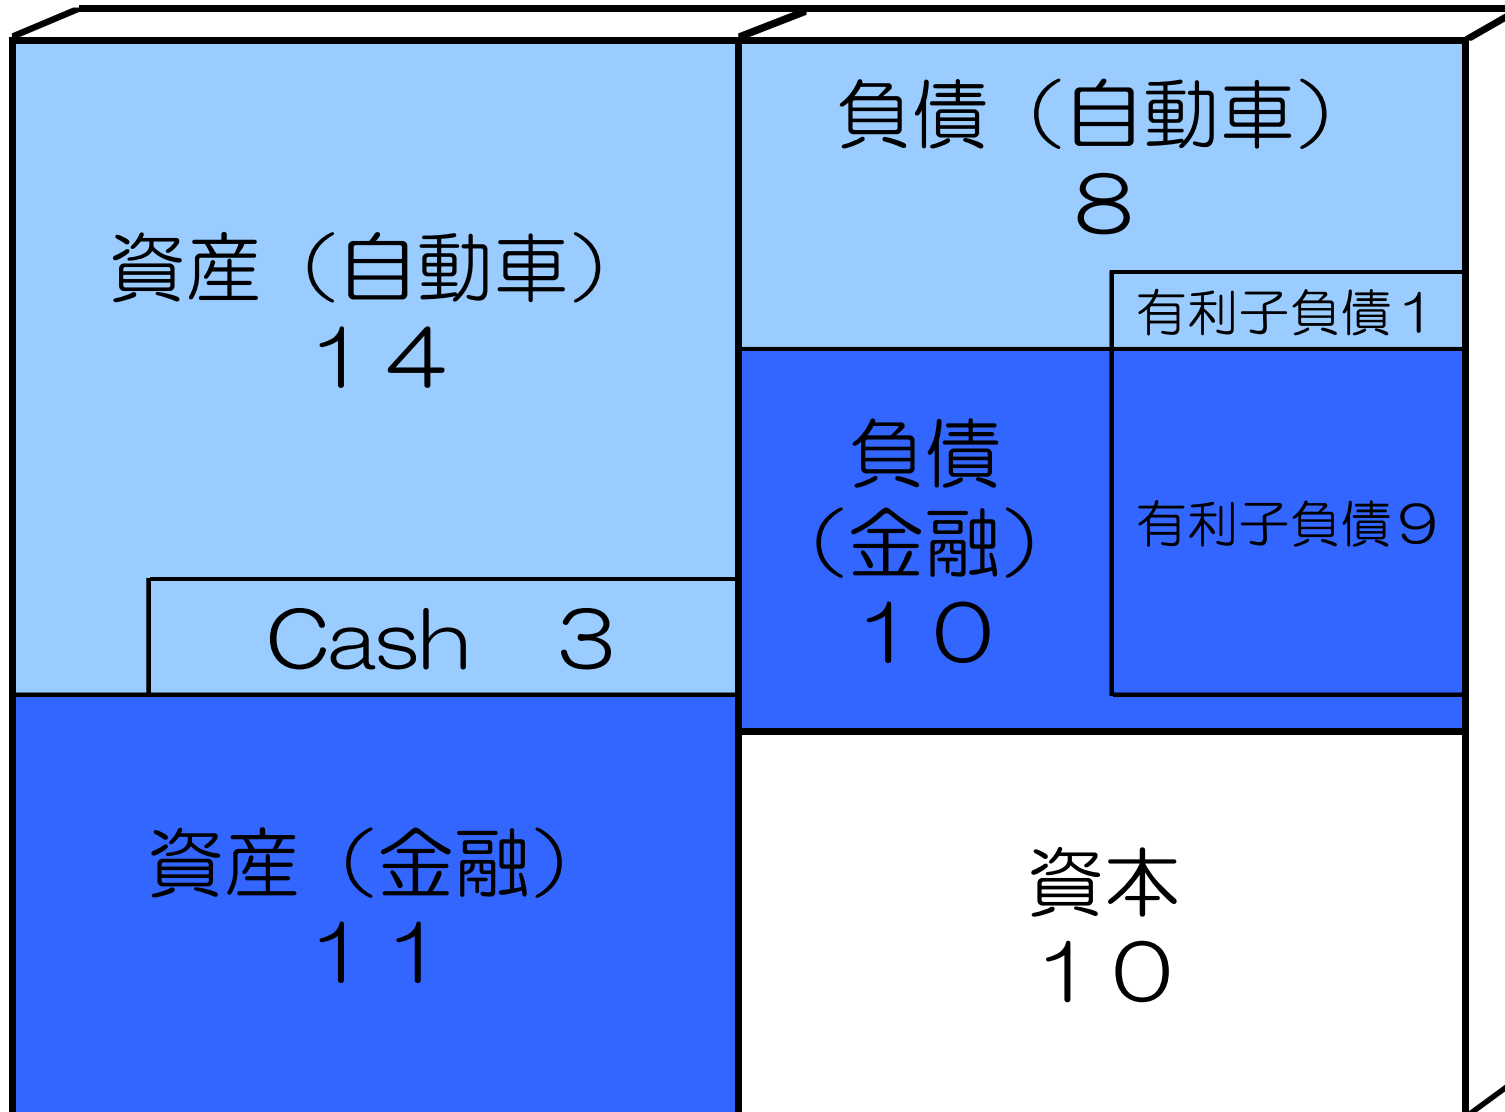 資産（自動車）
１４
Cash　３
資産（金融）
１１
負債（自動車）
８
有利子負債１
負債
（金融）
１０
有利子負債９
資本
１０